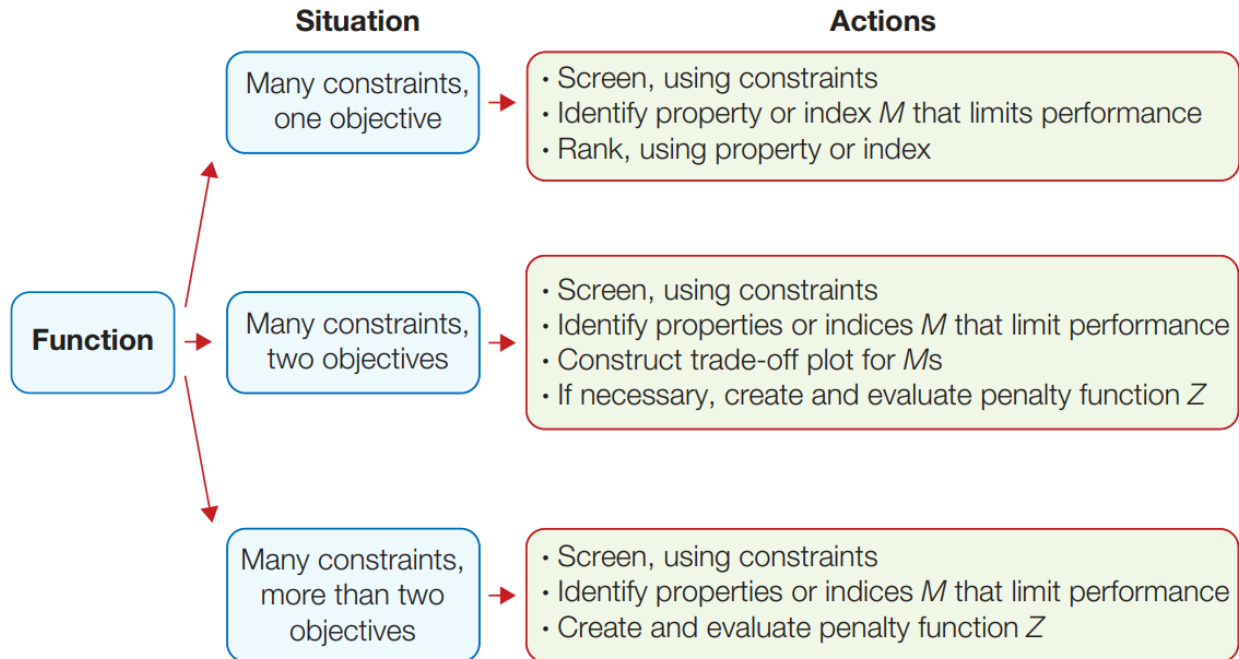 Situation
Actions
Many constraints,
one objective
· Screen, using constraints
· Identify property or index M that limits performance
· Rank, using property or index
Function
Many constraints,
two objectives
· Screen, using constraints
· Identify properties or indices M that limit performance
· Construct trade-off plot for Ms
· If necessary, create and evaluate penalty function Z
Many constraints,
more than two
objectives
· Screen, using constraints
· Identify properties or indices M that limit performance
· Create and evaluate penalty function Z